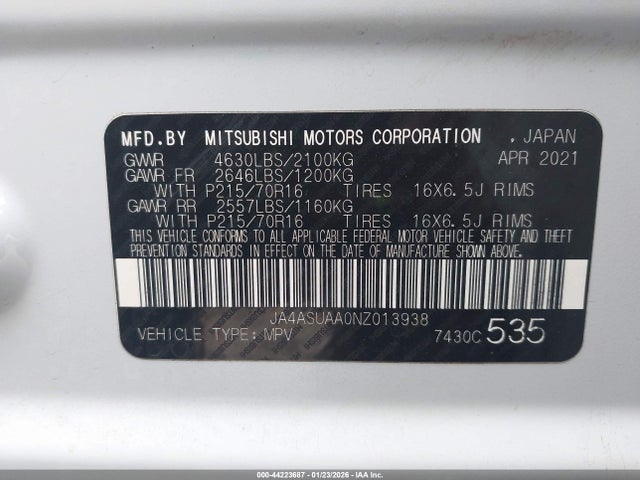 MFD.BY MITSUBISHI MOTORS CORPORATION , JAPAN
GVWR 4630LBS/2100KG APR 2021
GAWR FR 2646LBS/1200KG
WITH P215/70R16 TIRES 16X6.5J RIMS
GAWR RR 2557LBS/1160KG
WITH P215/70R16 TIRES 16X6.5J RIMS
THIS VEHICLE CONFORMS TO ALL APPLICABLE FEDERAL MOTOR VEHICLE SAFETY AND THEFT
PREVENTION STANDARDS IN EFFECT ON THE DATE OF MANUFACTURE SHOWN ABOVE.
JA4ASUAA0NZ013938
VEHICLE TYPE:MPV 7430C 535
000-44223687 - 01/23/2026 - IAA Inc.